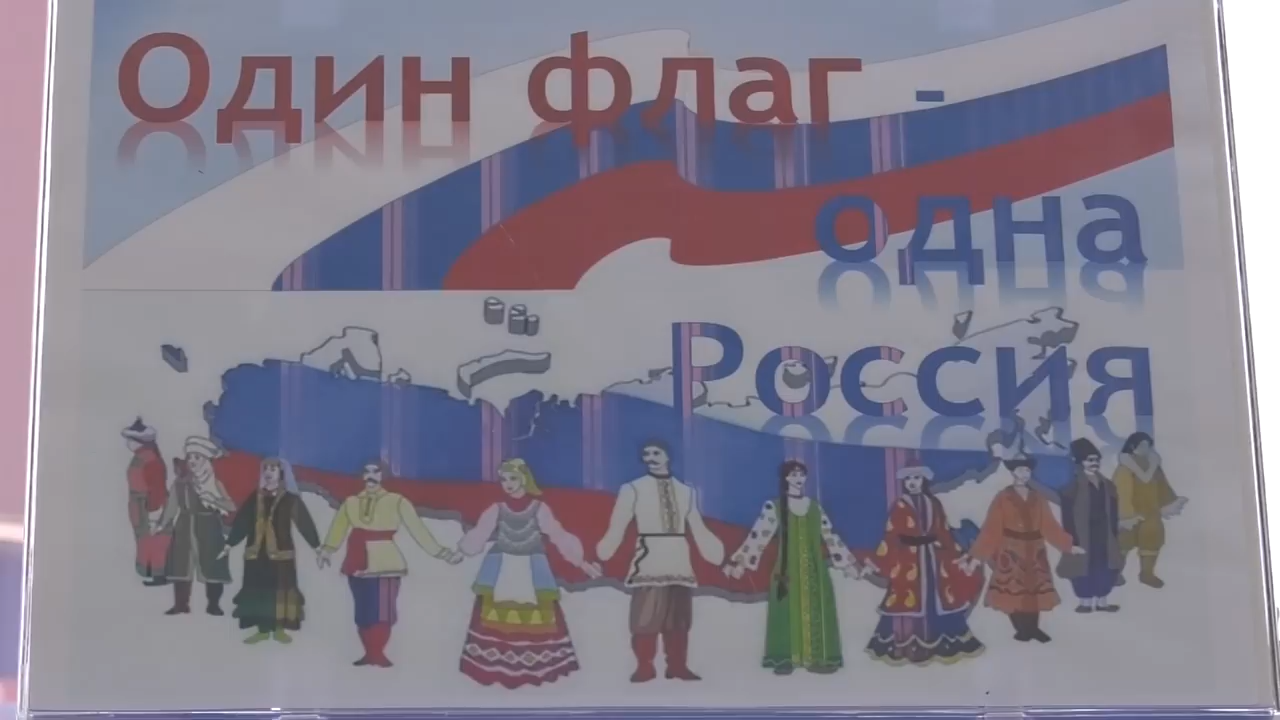 Один флаг -
одна
Россия